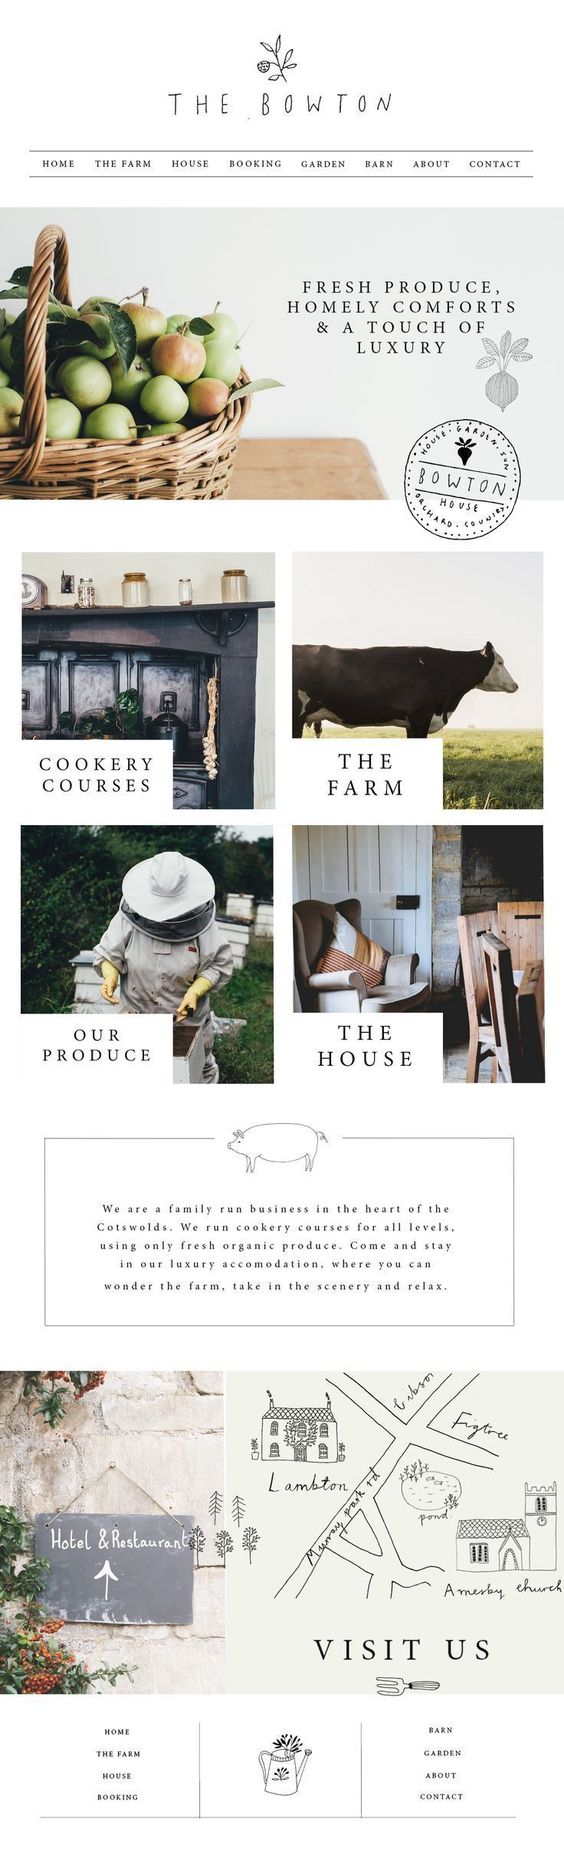 THE BOWTON
HOME THE FARM HOUSE BOOKING GARDEN BARN ABOUT CONTACT
FRESH PRODUCE,
HOMELY COMFORTS
& A TOUCH OF
LUXURY
HOUSE. GARDEN. SUN
BOWTON
HOUSE
ORCHARD. COUNTRY
COOKERY
COURSES
THE
FARM
OUR
PRODUCE
THE
HOUSE
We are a family run business in the heart of the
Cotswolds. We run cookery courses for all levels,
using only fresh organic produce. Come and stay
in our luxury accomodation, where you can
wonder the farm, take in the scenery and relax.
Hotel & Restaurant
Gibson
Figtree
Lambton
Murray park rd
pond
Amesby church
VISIT US
HOME
THE FARM
HOUSE
BOOKING
BARN
GARDEN
ABOUT
CONTACT